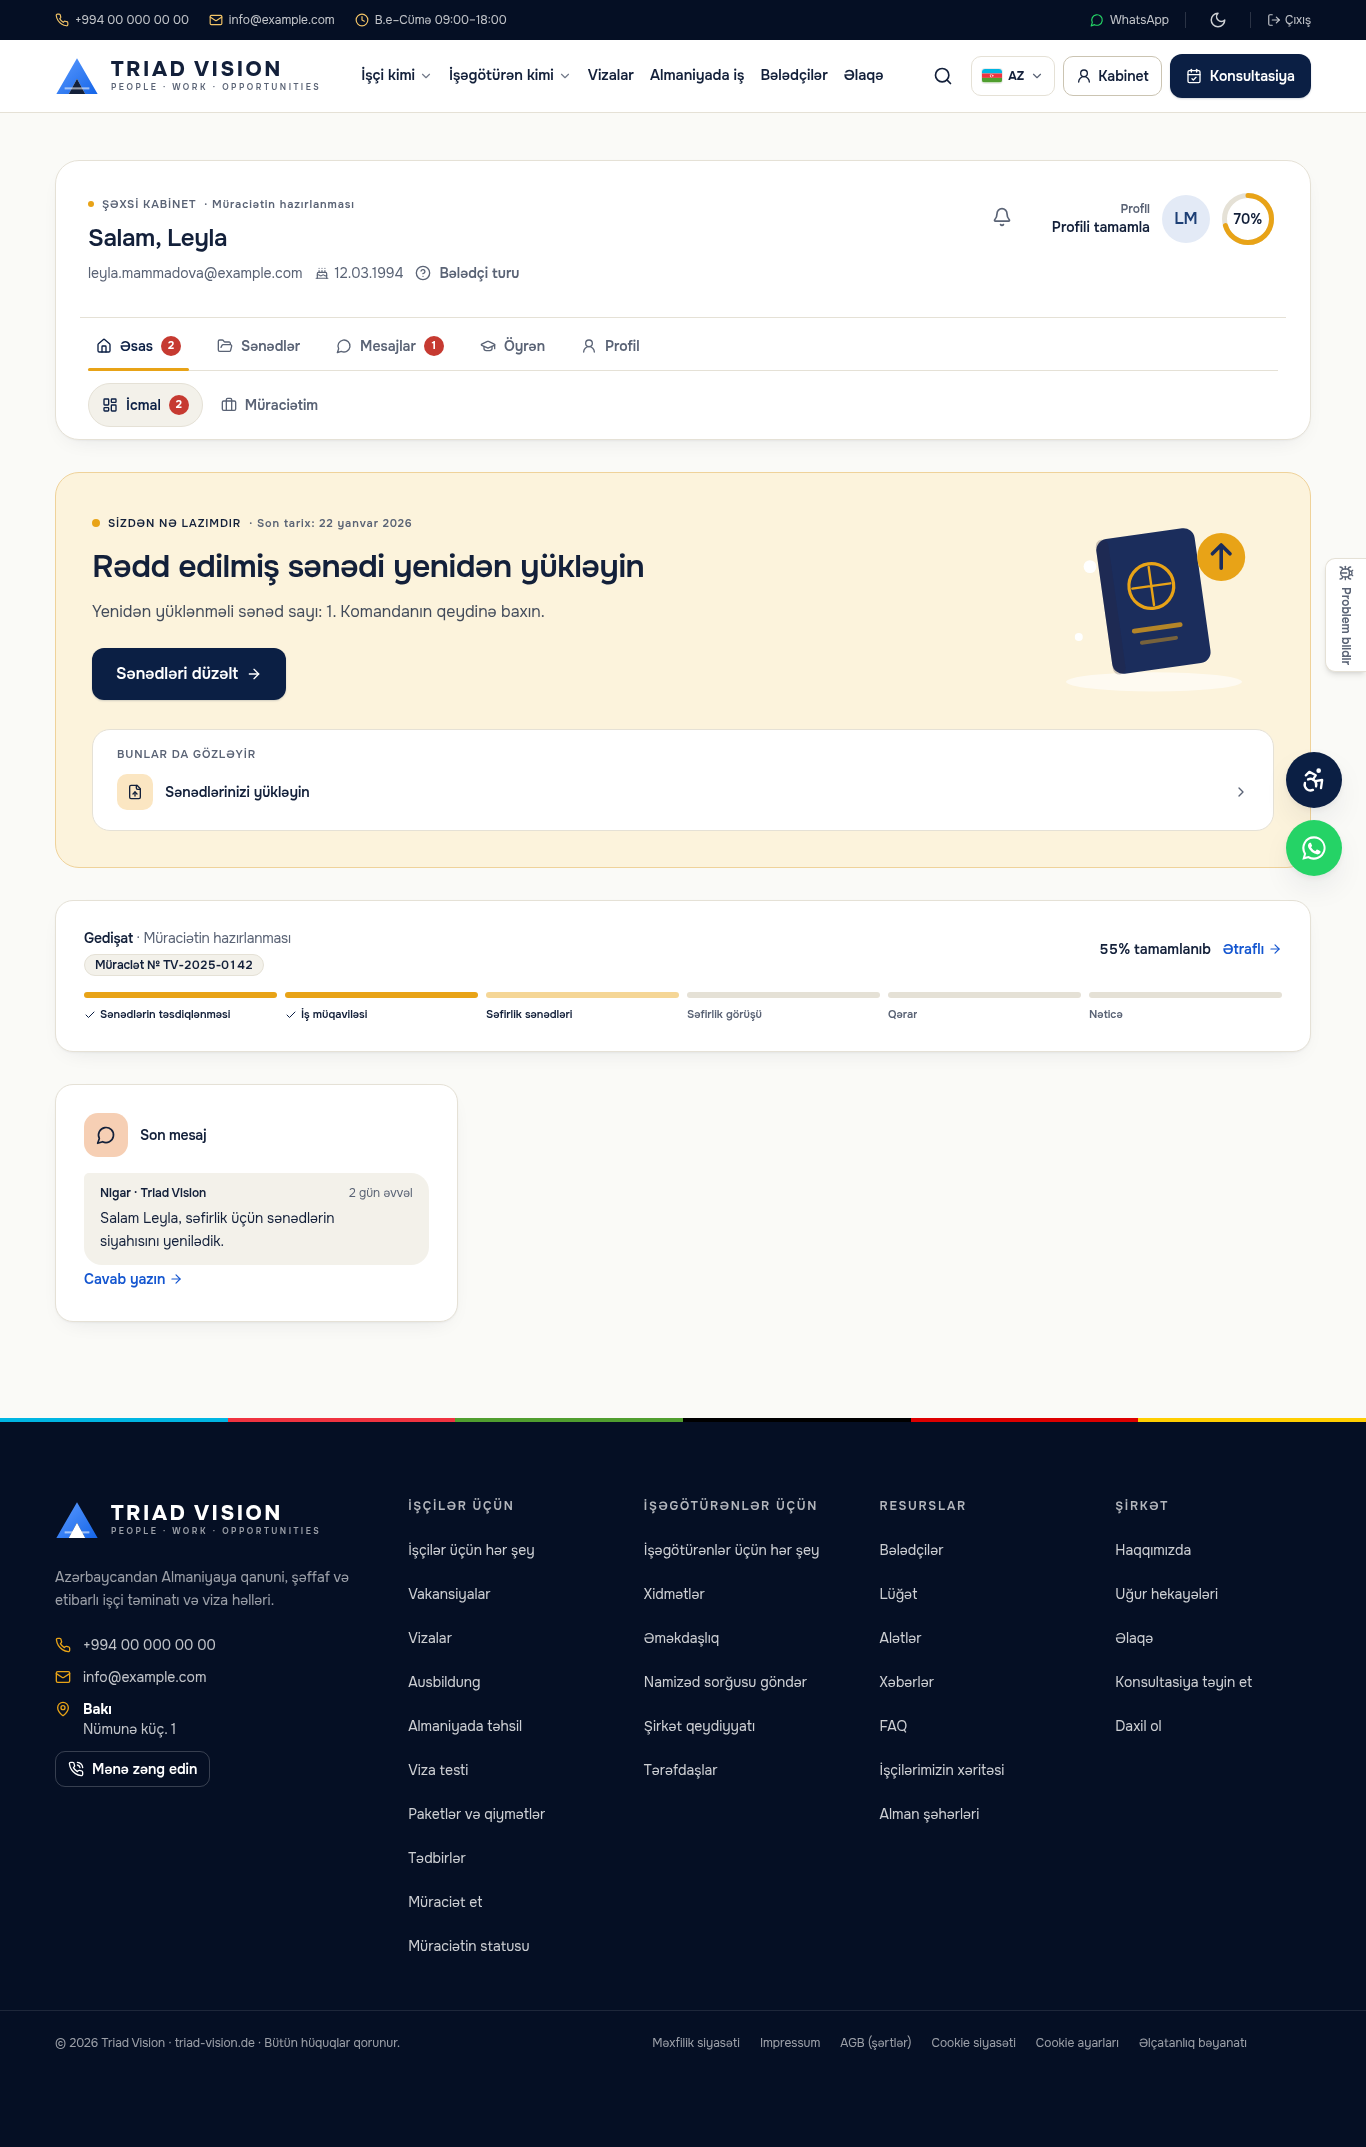 +994 00 000 00 00 info@example.com B.e–Cümə 09:00–18:00 WhatsApp Çıxış
TRIAD VISION
PEOPLE · WORK · OPPORTUNITIES
İşçi kimi İşəgötürən kimi Vizalar Almaniyada iş Bələdçilər Əlaqə AZ Kabinet Konsultasiya
ŞƏXSİ KABİNET · Müraciətin hazırlanması
Salam, Leyla
leyla.mammadova@example.com 12.03.1994 Bələdçi turu
Profil
Profili tamamla
LM
70%
Əsas 2 Sənədlər Mesajlar 1 Öyrən Profil
İcmal 2 Müraciətim
SİZDƏN NƏ LAZIMDIR · Son tarix: 22 yanvar 2026
Rədd edilmiş sənədi yenidən yükləyin
Yenidən yüklənməli sənəd sayı: 1. Komandanın qeydinə baxın.
Sənədləri düzəlt
BUNLAR DA GÖZLƏYİR
Sənədlərinizi yükləyin
Problem bildir
Gedişat · Müraciətin hazırlanması
Müraciət № TV-2025-0142
55% tamamlanıb Ətraflı
Sənədlərin təsdiqlənməsi İş müqaviləsi Səfirlik sənədləri Səfirlik görüşü Qərar Nəticə
Son mesaj
Nigar · Triad Vision 2 gün əvvəl
Salam Leyla, səfirlik üçün sənədlərin
siyahısını yenilədik.
Cavab yazın
TRIAD VISION
PEOPLE · WORK · OPPORTUNITIES
Azərbaycandan Almaniyaya qanuni, şəffaf və
etibarlı işçi təminatı və viza həlləri.
+994 00 000 00 00
info@example.com
Bakı
Nümunə küç. 1
Mənə zəng edin
İŞÇİLƏR ÜÇÜN
İşçilər üçün hər şey
Vakansiyalar
Vizalar
Ausbildung
Almaniyada təhsil
Viza testi
Paketlər və qiymətlər
Tədbirlər
Müraciət et
Müraciətin statusu
İŞƏGÖTÜRƏNLƏR ÜÇÜN
İşəgötürənlər üçün hər şey
Xidmətlər
Əməkdaşlıq
Namizəd sorğusu göndər
Şirkət qeydiyyatı
Tərəfdaşlar
RESURSLAR
Bələdçilər
Lüğət
Alətlər
Xəbərlər
FAQ
İşçilərimizin xəritəsi
Alman şəhərləri
ŞİRKƏT
Haqqımızda
Uğur hekayələri
Əlaqə
Konsultasiya təyin et
Daxil ol
© 2026 Triad Vision · triad-vision.de · Bütün hüquqlar qorunur.
Məxfilik siyasəti Impressum AGB (şərtlər) Cookie siyasəti Cookie ayarları Əlçatanlıq bəyanatı